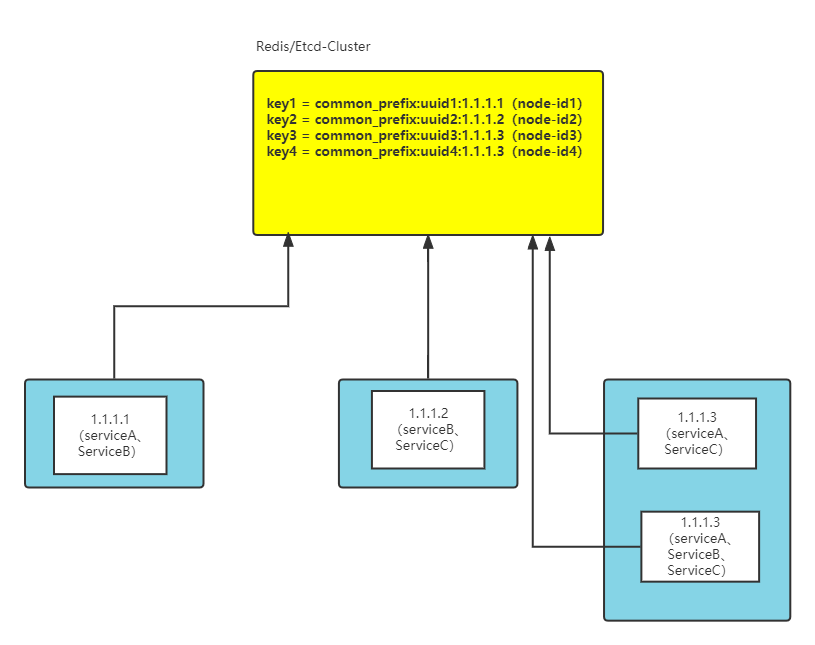 Redis/Etcd-Cluster
key1 = common_prefix:uuid1:1.1.1.1（node-id1)
key2 = common_prefix:uuid2:1.1.1.2（node-id2)
key3 = common_prefix:uuid3:1.1.1.3（node-id3)
key4 = common_prefix:uuid4:1.1.1.3（node-id4)
1.1.1.1
（serviceA、
ServiceB）
1.1.1.2
（serviceB、
ServiceC）
1.1.1.3
（serviceA、
ServiceC）
1.1.1.3
（serviceA、
ServiceB、
ServiceC）